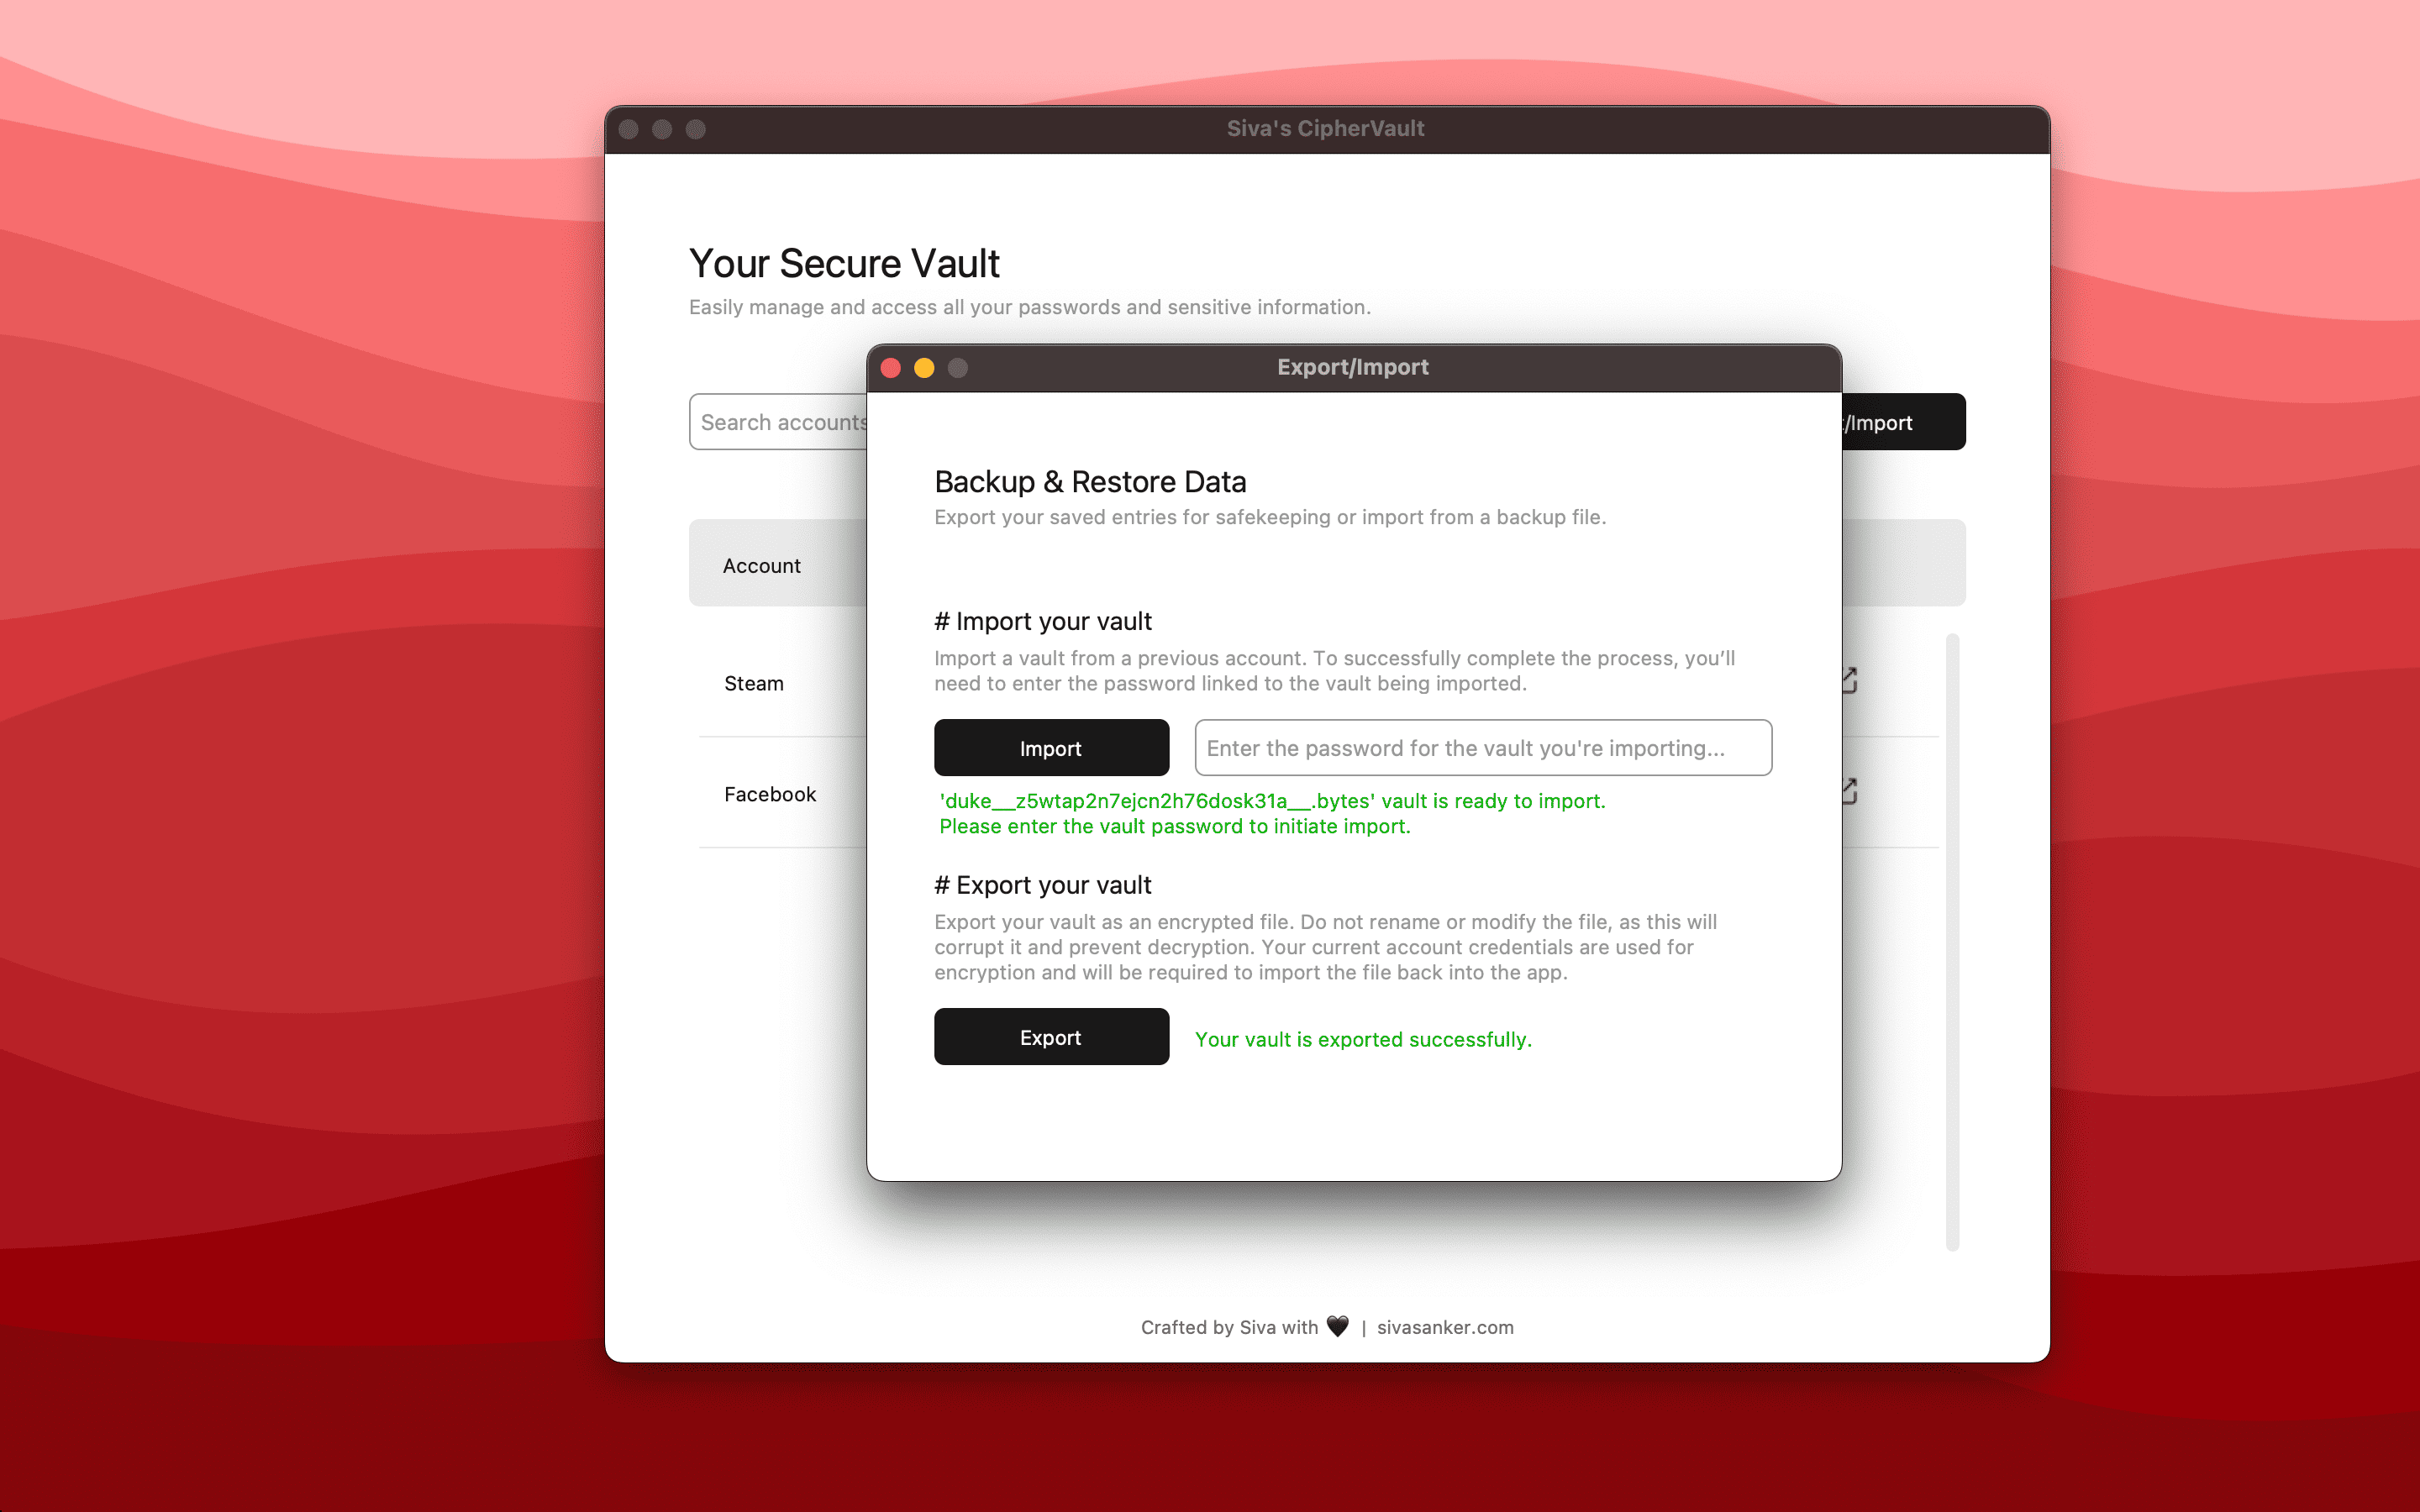 Siva's CipherVault
Your Secure Vault
Easily manage and access all your passwords and sensitive information.
Search accounts
/Import
Account
Steam
Facebook
Export/Import
Backup & Restore Data
Export your saved entries for safekeeping or import from a backup file.
# Import your vault
Import a vault from a previous account. To successfully complete the process, you’ll
need to enter the password linked to the vault being imported.
Import
Enter the password for the vault you're importing...
'duke__z5wtap2n7ejcn2h76dosk31a__.bytes' vault is ready to import.
Please enter the vault password to initiate import.
# Export your vault
Export your vault as an encrypted file. Do not rename or modify the file, as this will
corrupt it and prevent decryption. Your current account credentials are used for
encryption and will be required to import the file back into the app.
Export
Your vault is exported successfully.
Crafted by Siva with 🖤 | sivasanker.com